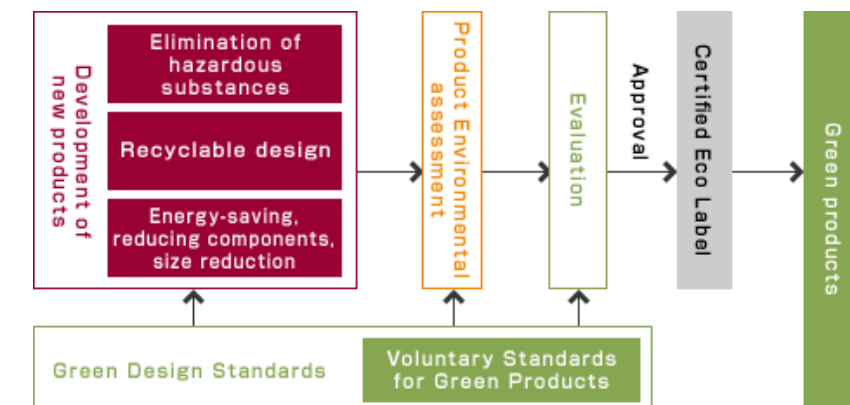 Development of
new products
Elimination of
hazardous
substances
Recyclable design
Energy-saving,
reducing components,
size reduction
Product Environmental
assessment
Evaluation
Approval
Certified Eco Label
Green products
Green Design Standards
Voluntary Standards
for Green Products